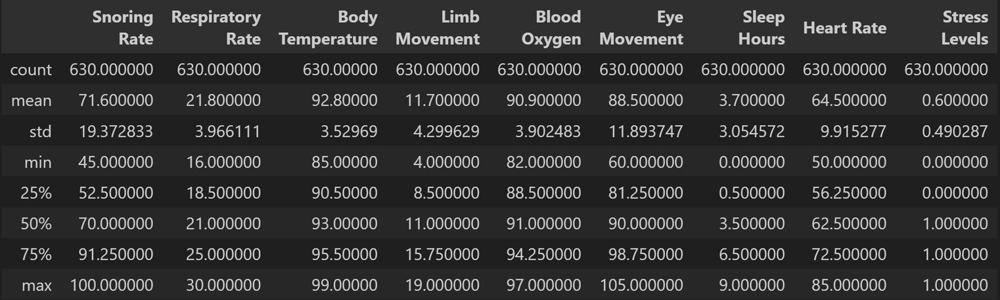 Snoring Rate Respiratory Rate Body Temperature Limb Movement Blood Oxygen Eye Movement Sleep Hours Heart Rate Stress Levels
count 630.000000 630.000000 630.00000 630.000000 630.000000 630.000000 630.000000 630.000000 630.000000
mean 71.600000 21.800000 92.80000 11.700000 90.900000 88.500000 3.700000 64.500000 0.600000
std 19.372833 3.966111 3.52969 4.299629 3.902483 11.893747 3.054572 9.915277 0.490287
min 45.000000 16.000000 85.00000 4.000000 82.000000 60.000000 0.000000 50.000000 0.000000
25% 52.500000 18.500000 90.50000 8.500000 88.500000 81.250000 0.500000 56.250000 0.000000
50% 70.000000 21.000000 93.00000 11.000000 91.000000 90.000000 3.500000 62.500000 1.000000
75% 91.250000 25.000000 95.50000 15.750000 94.250000 98.750000 6.500000 72.500000 1.000000
max 100.000000 30.000000 99.00000 19.000000 97.000000 105.000000 9.000000 85.000000 1.000000